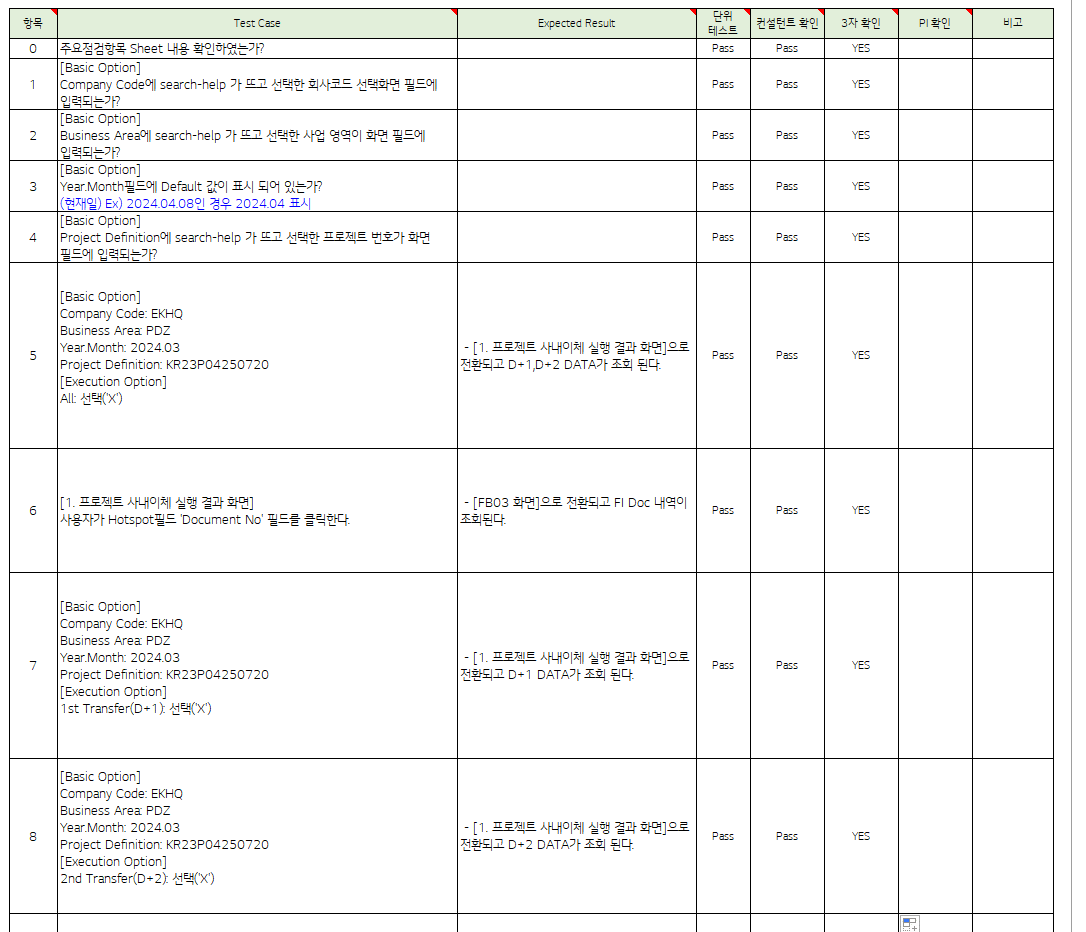 항목 Test Case Expected Result 단위 테스트 컨설턴트 확인 3자 확인 PI 확인 비고
0 주요점검항목 Sheet 내용 확인하였는가? Pass Pass YES
[Basic Option]
1 Company Code에 search-help 가 뜨고 선택한 회사코드 선택화면 필드에 Pass Pass YES
입력되는가?
[Basic Option]
2 Business Area에 search-help 가 뜨고 선택한 사업 영역이 화면 필드에 Pass Pass YES
입력되는가?
[Basic Option]
3 Year.Month필드에 Default 값이 표시 되어 있는가? Pass Pass YES
(현재일) Ex) 2024.04.08인 경우 2024.04 표시
[Basic Option]
4 Project Definition에 search-help 가 뜨고 선택한 프로젝트 번호가 화면 Pass Pass YES
필드에 입력되는가?
5
[Basic Option]
Company Code: EKHQ
Business Area: PDZ
Year.Month: 2024.03
Project Definition: KR23P04250720
[Execution Option]
All: 선택('X')
- [1. 프로젝트 사내이체 실행 결과 화면]으로
전환되고 D+1,D+2 DATA가 조회 된다.
Pass Pass YES
6
[1. 프로젝트 사내이체 실행 결과 화면]
사용자가 Hotspot필드 'Document No' 필드를 클릭한다.
- [FB03 화면]으로 전환되고 FI Doc 내역이
조회된다.
Pass Pass YES
7
[Basic Option]
Company Code: EKHQ
Business Area: PDZ
Year.Month: 2024.03
Project Definition: KR23P04250720
[Execution Option]
1st Transfer(D+1): 선택('X')
- [1. 프로젝트 사내이체 실행 결과 화면]으로
전환되고 D+1 DATA가 조회 된다.
Pass Pass YES
8
[Basic Option]
Company Code: EKHQ
Business Area: PDZ
Year.Month: 2024.03
Project Definition: KR23P04250720
[Execution Option]
2nd Transfer(D+2): 선택('X')
- [1. 프로젝트 사내이체 실행 결과 화면]으로
전환되고 D+2 DATA가 조회 된다.
Pass Pass YES